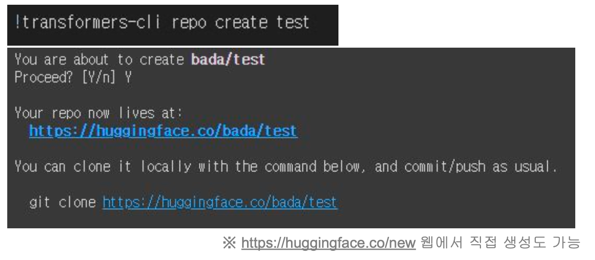 !transformers-cli repo create test
You are about to create bada/test
Proceed? [Y/n] Y
Your repo now lives at:
https://huggingface.co/bada/test
You can clone it locally with the command below, and commit/push as usual.
git clone https://huggingface.co/bada/test
※ https://huggingface.co/new 웹에서 직접 생성도 가능